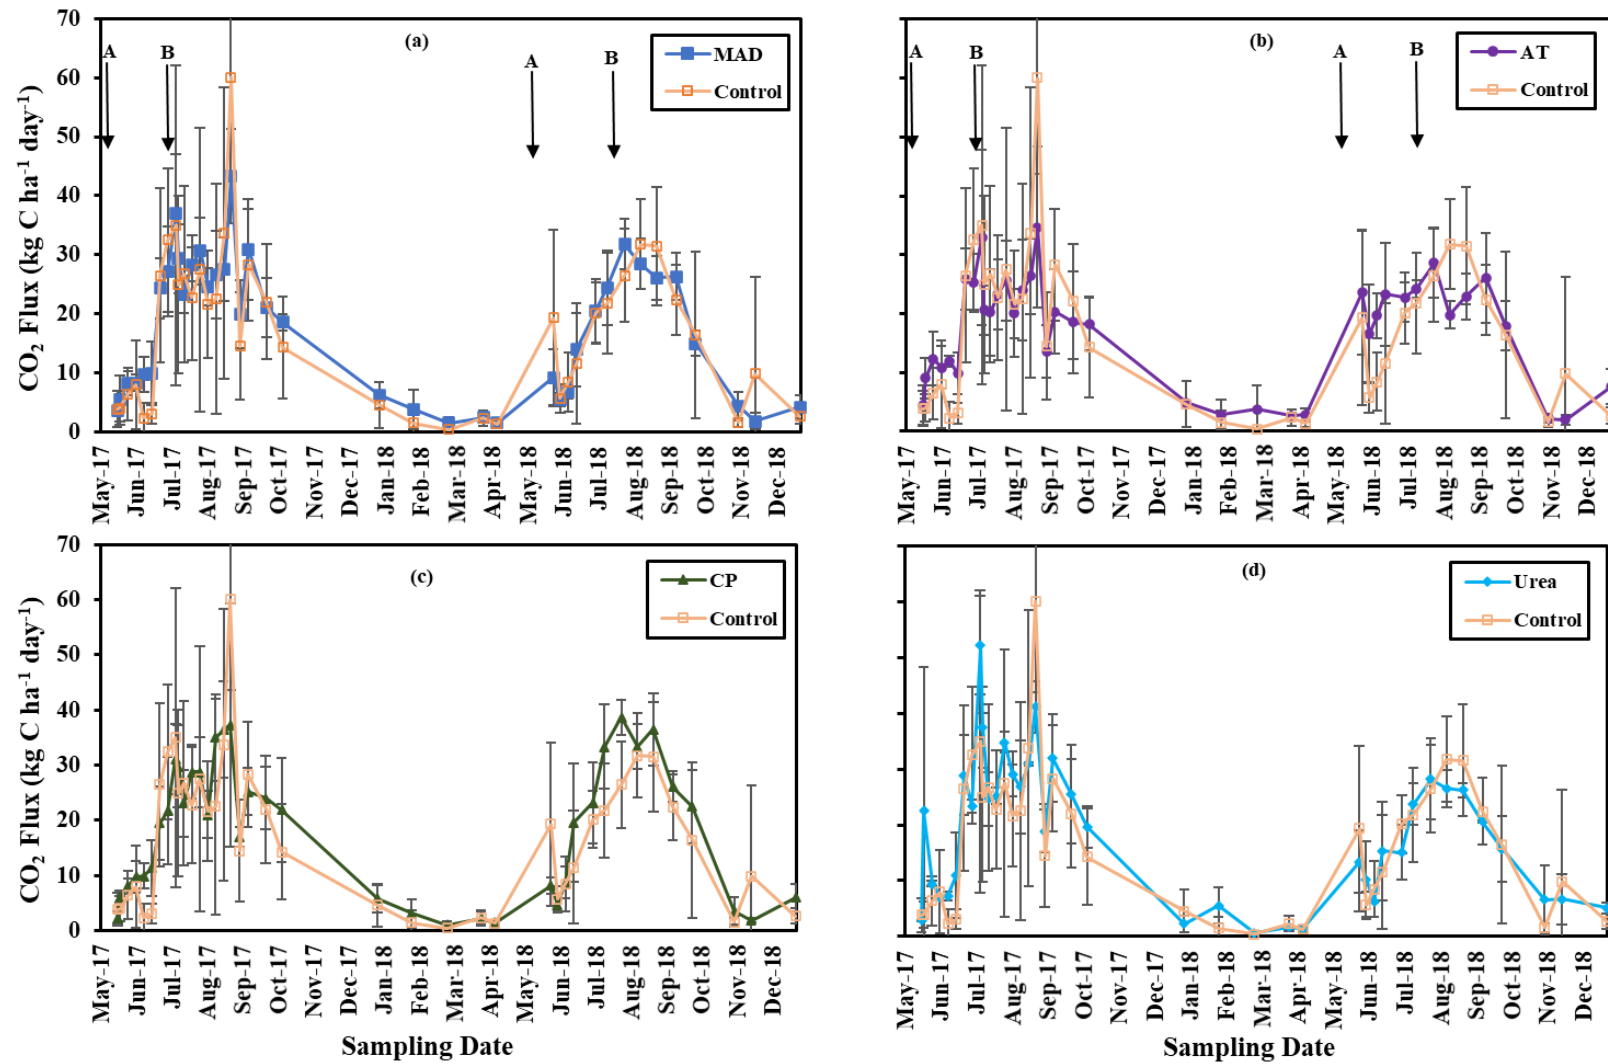 CO2 Flux (kg C ha-1 day-1)
70
60
50
40
30
20
10
0
A
B
(a)
MAD
Control
A
B
May-17
Jun-17
Jul-17
Aug-17
Sep-17
Oct-17
Nov-17
Dec-17
Jan-18
Feb-18
Mar-18
Apr-18
May-18
Jun-18
Jul-18
Aug-18
Sep-18
Oct-18
Nov-18
Dec-18
A
B
(b)
AT
Control
A
B
May-17
Jun-17
Jul-17
Aug-17
Sep-17
Oct-17
Nov-17
Dec-17
Jan-18
Feb-18
Mar-18
Apr-18
May-18
Jun-18
Jul-18
Aug-18
Sep-18
Oct-18
Nov-18
Dec-18
CO2 Flux (kg C ha-1 day-1)
70
60
50
40
30
20
10
0
(c)
CP
Control
May-17
Jun-17
Jul-17
Aug-17
Sep-17
Oct-17
Nov-17
Dec-17
Jan-18
Feb-18
Mar-18
Apr-18
May-18
Jun-18
Jul-18
Aug-18
Sep-18
Oct-18
Nov-18
Dec-18
Sampling Date
(d)
Urea
Control
May-17
Jun-17
Jul-17
Aug-17
Sep-17
Oct-17
Nov-17
Dec-17
Jan-18
Feb-18
Mar-18
Apr-18
May-18
Jun-18
Jul-18
Aug-18
Sep-18
Oct-18
Nov-18
Dec-18
Sampling Date